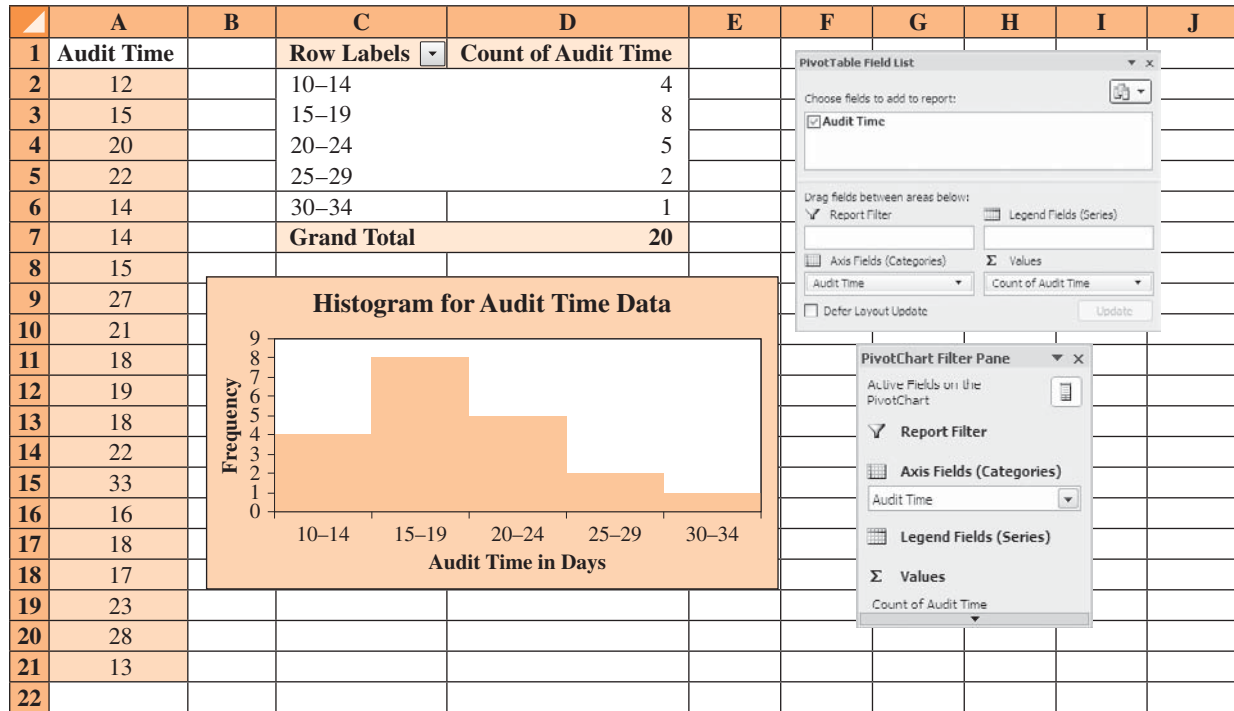 A B C D E F G H I J
1 Audit Time Row Labels Count of Audit Time
2 12 10–14 4
3 15 15–19 8
4 20 20–24 5
5 22 25–29 2
6 14 30–34 1
7 14 Grand Total 20
8 15
9 27
10 21
11 18
12 19
13 18
14 22
15 33
16 16
17 18
18 17
19 23
20 28
21 13
22
Histogram for Audit Time Data
Frequency
9
8
7
6
5
4
3
2
1
0
10–14 15–19 20–24 25–29 30–34
Audit Time in Days
PivotTable Field List
Choose fields to add to report:
Audit Time
Drag fields between areas below:
Report Filter Legend Fields (Series)
Axis Fields (Categories) Σ Values
Audit Time Count of Audit Time
Defer Layout Update Update
PivotChart Filter Pane
Active Fields on the
PivotChart
Report Filter
Axis Fields (Categories)
Audit Time
Legend Fields (Series)
Σ Values
Count of Audit Time